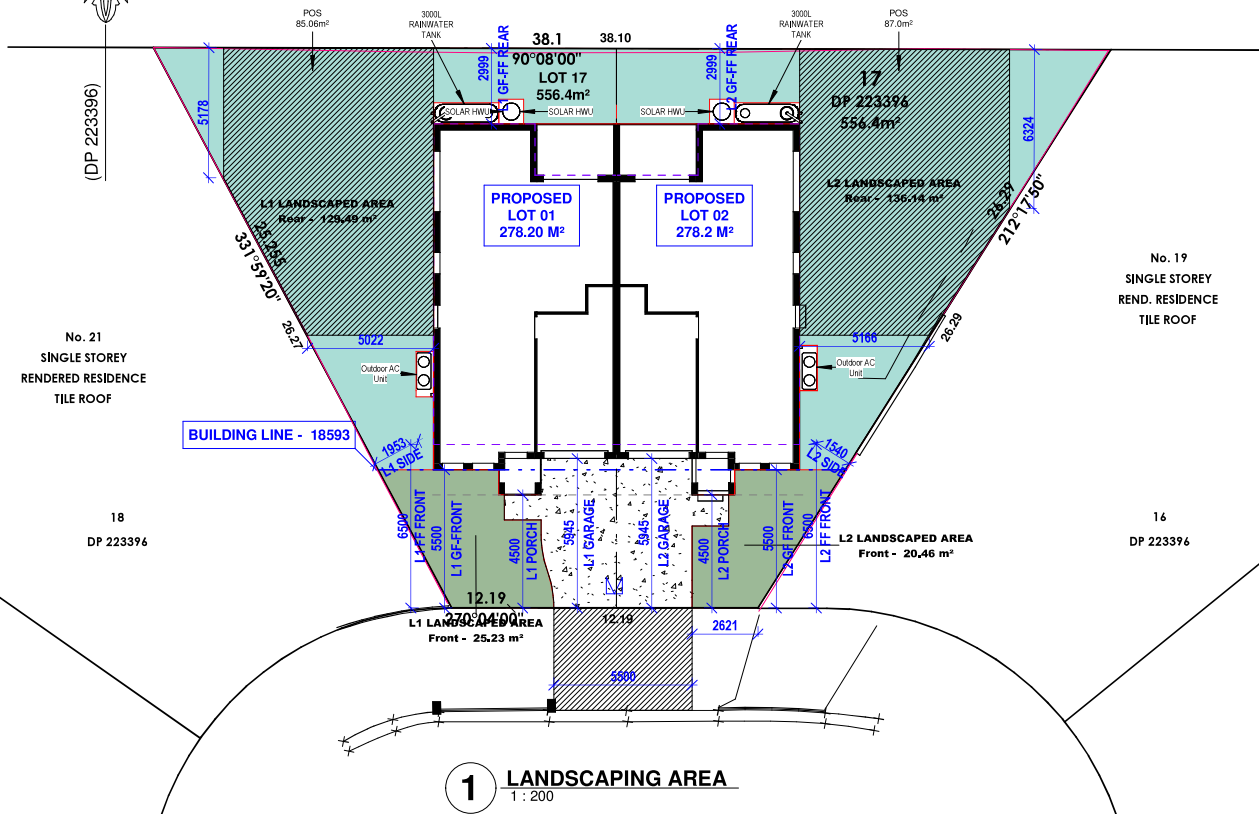 POS
85.06m²
3000L
RAINWATER
TANK
38.1
38.10
90°08'00"
LOT 17
556.4m²
3000L
RAINWATER
TANK
POS
87.0m²
17
DP 223396
556.4m²
(DP 223396)
5178
2999
L1 GF-FF REAR
2999
L2 GF-FF REAR
6324
SOLAR HWU
SOLAR HWU
SOLAR HWU
PROPOSED
LOT 01
278.20 M²
PROPOSED
LOT 02
278.2 M²
L1 LANDSCAPED AREA
Rear - 129.49 m²
L2 LANDSCAPED AREA
Rear - 136.14 m²
25.255
331°59'20"
26.27
26.29
212°17'50"
26.29
No. 21
SINGLE STOREY
RENDERED RESIDENCE
TILE ROOF
No. 19
SINGLE STOREY
REND. RESIDENCE
TILE ROOF
5022
5166
Outdoor AC
Unit
Outdoor AC
Unit
BUILDING LINE - 18593
1953
L1 SIDE
1540
L2 SIDE
6500
L1 FF FRONT
5500
L1 GF-FRONT
4500
L1 PORCH
5945
L1 GARAGE
5945
L2 GARAGE
4500
L2 PORCH
5500
L2 GF FRONT
6500
L2 FF FRONT
18
DP 223396
16
DP 223396
L2 LANDSCAPED AREA
Front - 20.46 m²
12.19
270°04'00"
L1 LANDSCAPED AREA
Front - 25.23 m²
12.19
2621
5500
1
LANDSCAPING AREA
1 : 200